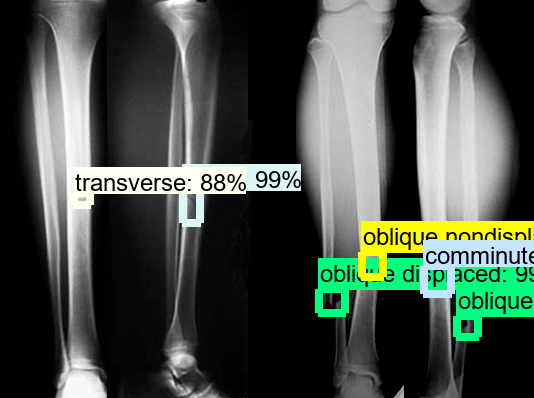 transverse: 88%
99%
oblique nondispla
comminute
oblique displaced: 99
oblique